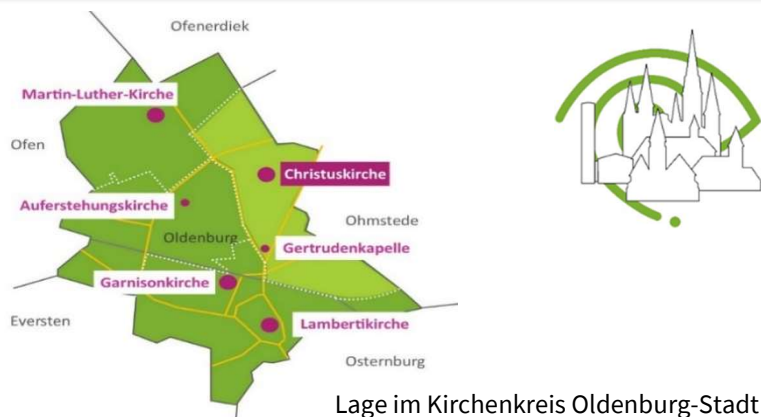 Ofenerdiek
Martin-Luther-Kirche
Ofen
Christuskirche
Auferstehungskirche
Ohmstede
Oldenburg
Gertrudenkapelle
Garnisonkirche
Eversten
Lambertikirche
Osternburg
Lage im Kirchenkreis Oldenburg-Stadt